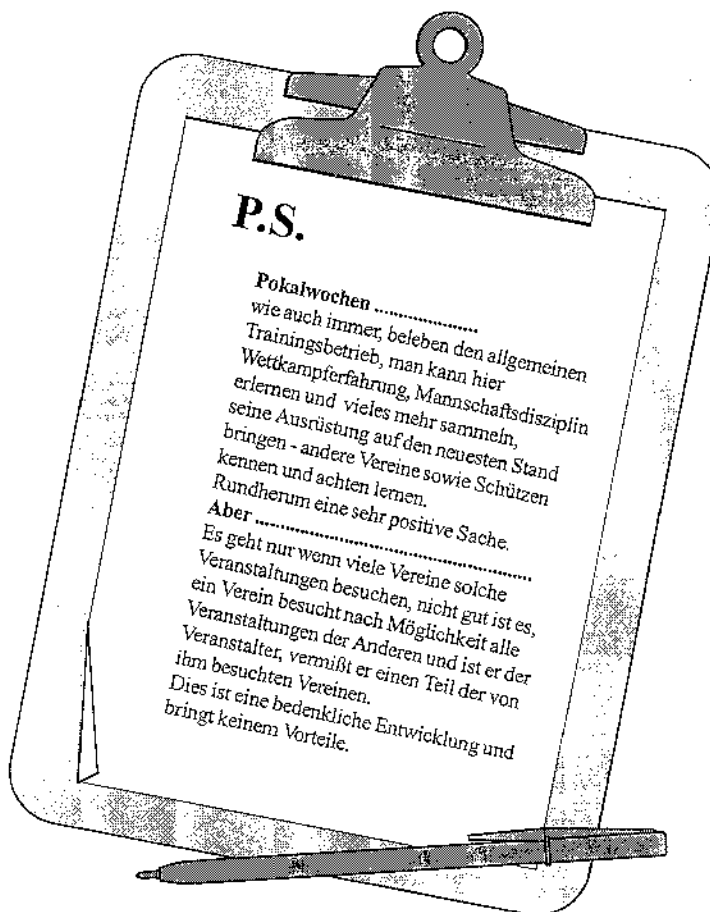 P.S.
Pokalwochen ....................
wie auch immer, beleben den allgemeinen
Trainingsbetrieb, man kann hier
Wettkampferfahrung, Mannschaftsdisziplin
erlernen und vieles mehr sammeln,
seine Ausrüstung auf den neuesten Stand
bringen - andere Vereine sowie Schützen
kennen und achten lernen.
Rundherum eine sehr positive Sache.
Aber ......................................................
Es geht nur wenn viele Vereine solche
Veranstaltungen besuchen, nicht gut ist es,
ein Verein besucht nach Möglichkeit alle
Veranstaltungen der Anderen und ist er der
Veranstalter, vermißt er einen Teil der von
ihm besuchten Vereinen.
Dies ist eine bedenkliche Entwicklung und
bringt keinem Vorteile.